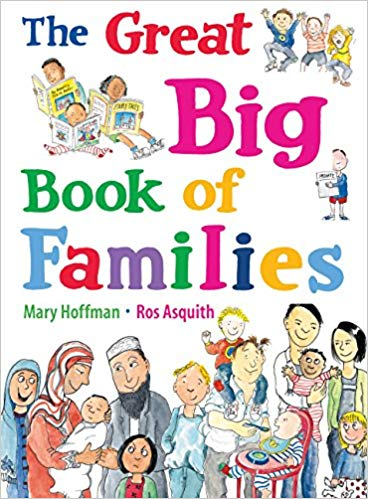 The Great
Big
Book of
Families
Mary Hoffman • Ros Asquith